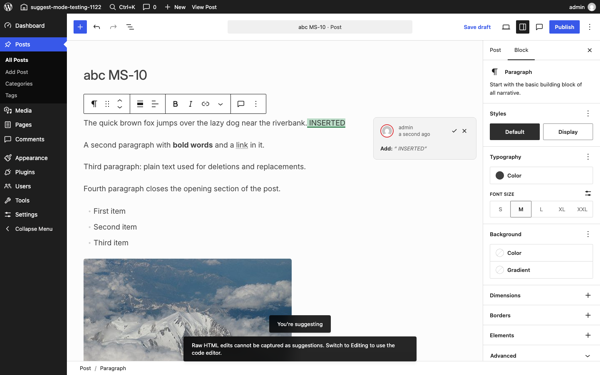 suggest-mode-testing-1122
Ctrl+K
0
+ New
View Post
admin
Dashboard
abc MS-10 · Post
Save draft
Publish
Posts
All Posts
Add Post
Categories
Tags
Media
Pages
Comments
Appearance
Plugins
Users
Tools
Settings
Collapse Menu
abc MS-10
B I
The quick brown fox jumps over the lazy dog near the riverbank. INSERTED
A second paragraph with bold words and a link in it.
Third paragraph: plain text used for deletions and replacements.
Fourth paragraph closes the opening section of the post.
- First item
- Second item
- Third item
admin
a second ago
Add: " INSERTED"
You're suggesting
Raw HTML edits cannot be captured as suggestions. Switch to Editing to use the
code editor.
Post / Paragraph
Post
Block
Paragraph
Start with the basic building block of
all narrative.
Styles
Default
Display
Typography
Color
FONT SIZE
S M L XL XXL
Background
Color
Gradient
Dimensions
Borders
Elements
Advanced